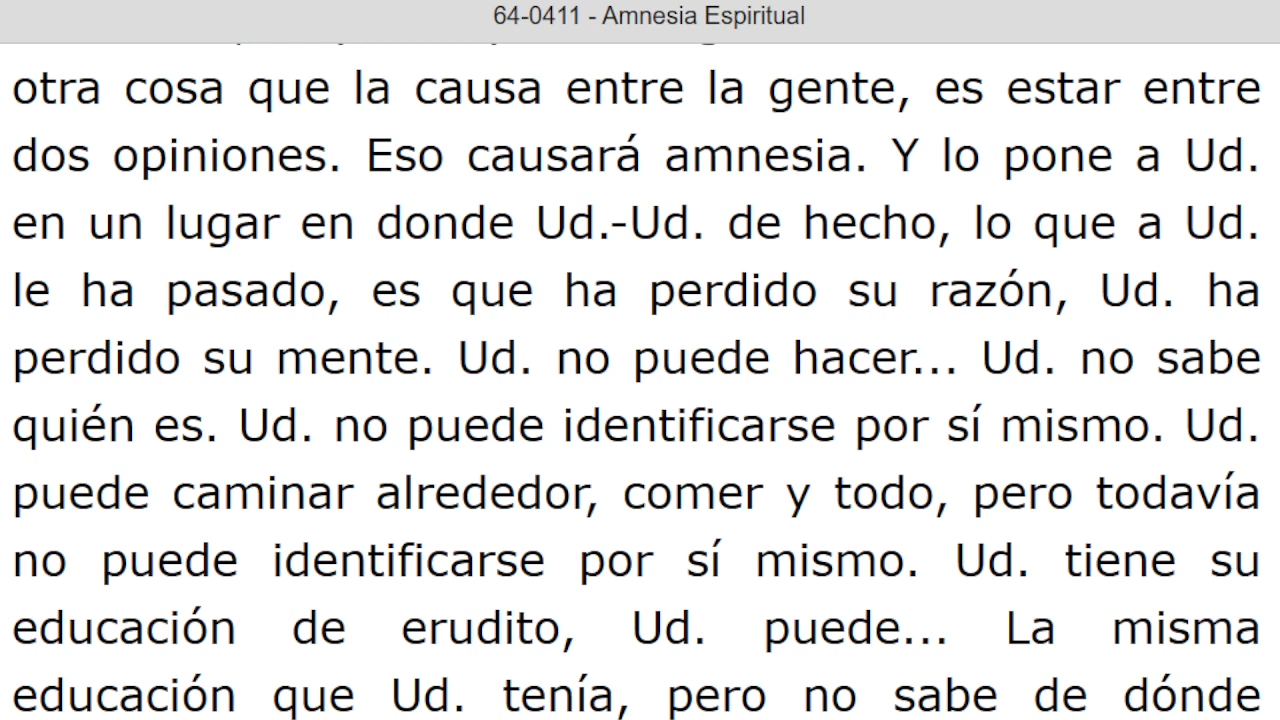 64-0411 - Amnesia Espiritual
otra cosa que la causa entre la gente, es estar entre
dos opiniones. Eso causará amnesia. Y lo pone a Ud.
en un lugar en donde Ud.-Ud. de hecho, lo que a Ud.
le ha pasado, es que ha perdido su razón, Ud. ha
perdido su mente. Ud. no puede hacer... Ud. no sabe
quién es. Ud. no puede identificarse por sí mismo. Ud.
puede caminar alrededor, comer y todo, pero todavía
no puede identificarse por sí mismo. Ud. tiene su
educación de erudito, Ud. puede... La misma
educación que Ud. tenía, pero no sabe de dónde